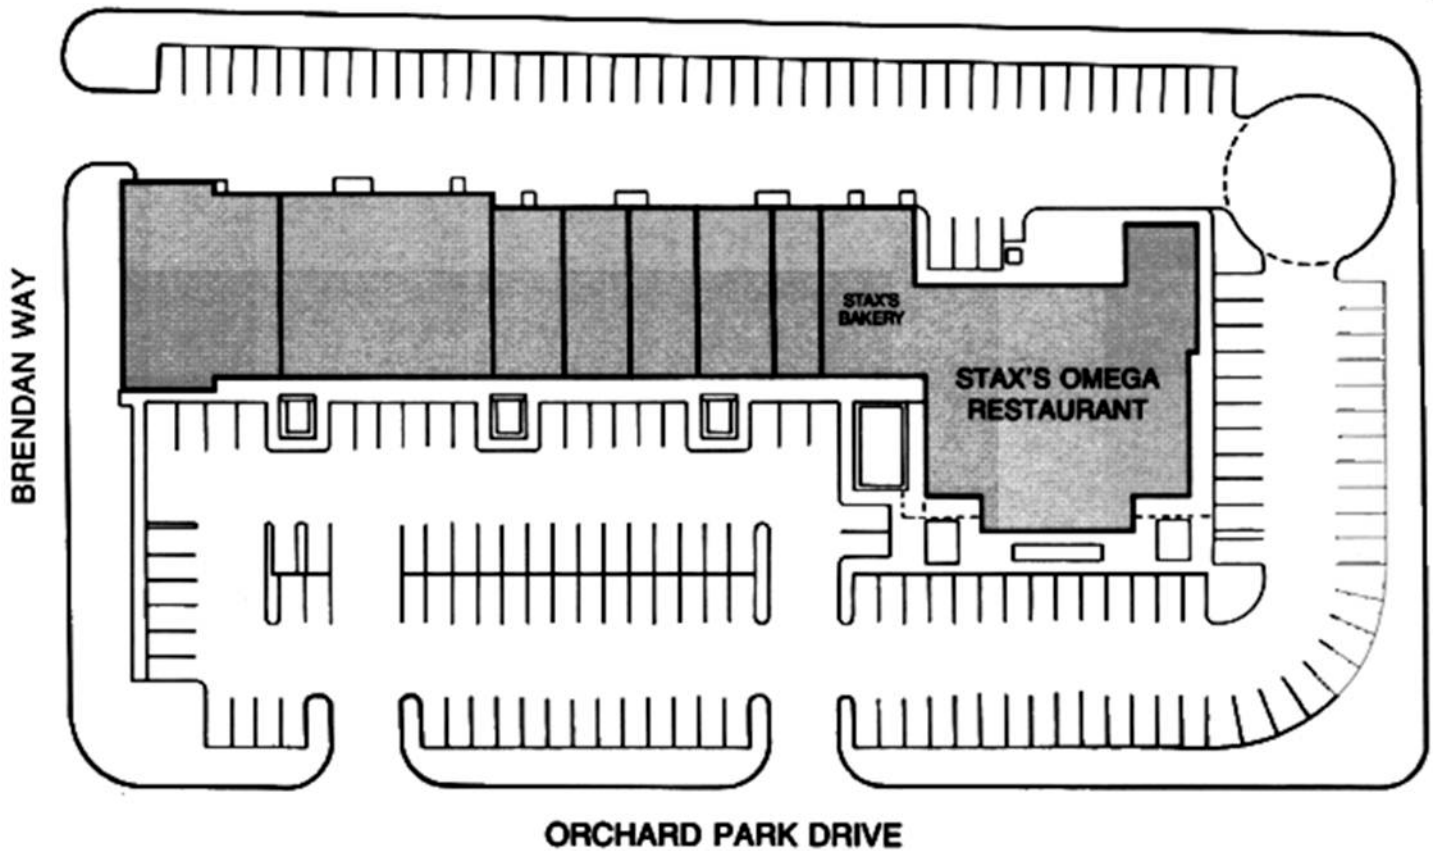 BRENDAN WAY
STAX'S
BAKERY
STAX'S OMEGA
RESTAURANT
ORCHARD PARK DRIVE